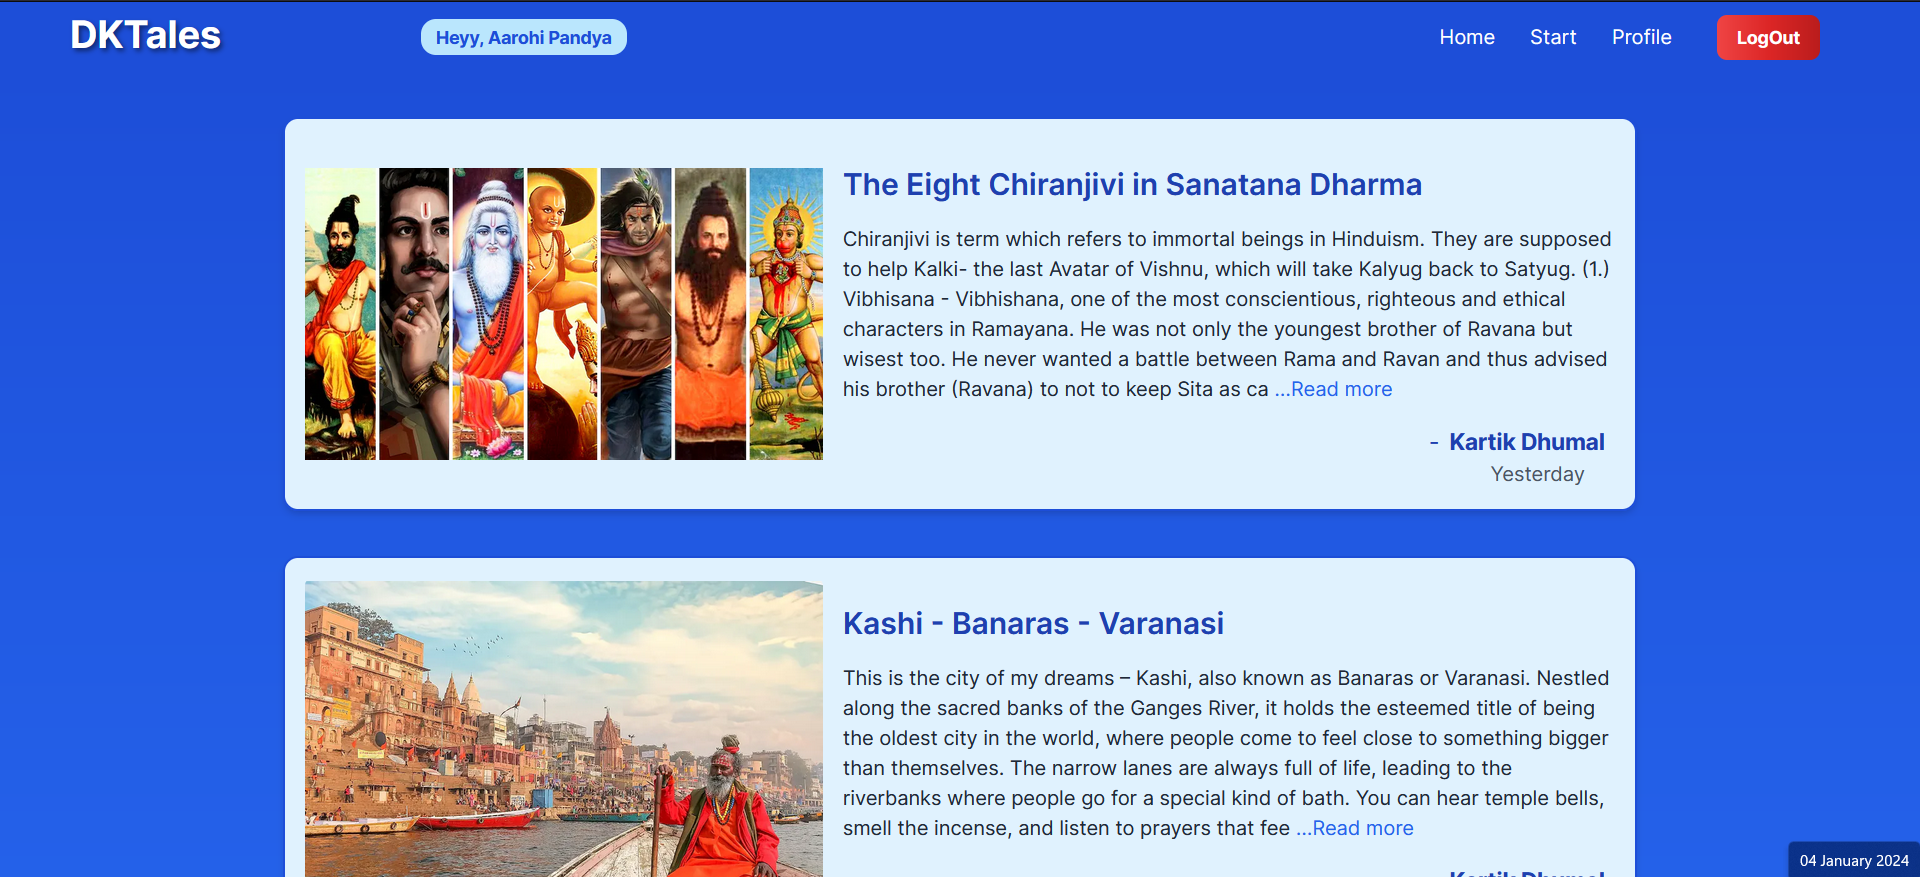 DKTales
Heyy, Aarohi Pandya
Home
Start
Profile
LogOut
The Eight Chiranjivi in Sanatana Dharma
Chiranjivi is term which refers to immortal beings in Hinduism. They are supposed
to help Kalki- the last Avatar of Vishnu, which will take Kalyug back to Satyug. (1.)
Vibhisana - Vibhishana, one of the most conscientious, righteous and ethical
characters in Ramayana. He was not only the youngest brother of Ravana but
wisest too. He never wanted a battle between Rama and Ravan and thus advised
his brother (Ravana) to not to keep Sita as ca ...Read more
- Kartik Dhumal
Yesterday
Kashi - Banaras - Varanasi
This is the city of my dreams – Kashi, also known as Banaras or Varanasi. Nestled
along the sacred banks of the Ganges River, it holds the esteemed title of being
the oldest city in the world, where people come to feel close to something bigger
than themselves. The narrow lanes are always full of life, leading to the
riverbanks where people go for a special kind of bath. You can hear temple bells,
smell the incense, and listen to prayers that fee ...Read more
Kartik Dhumal
04 January 2024